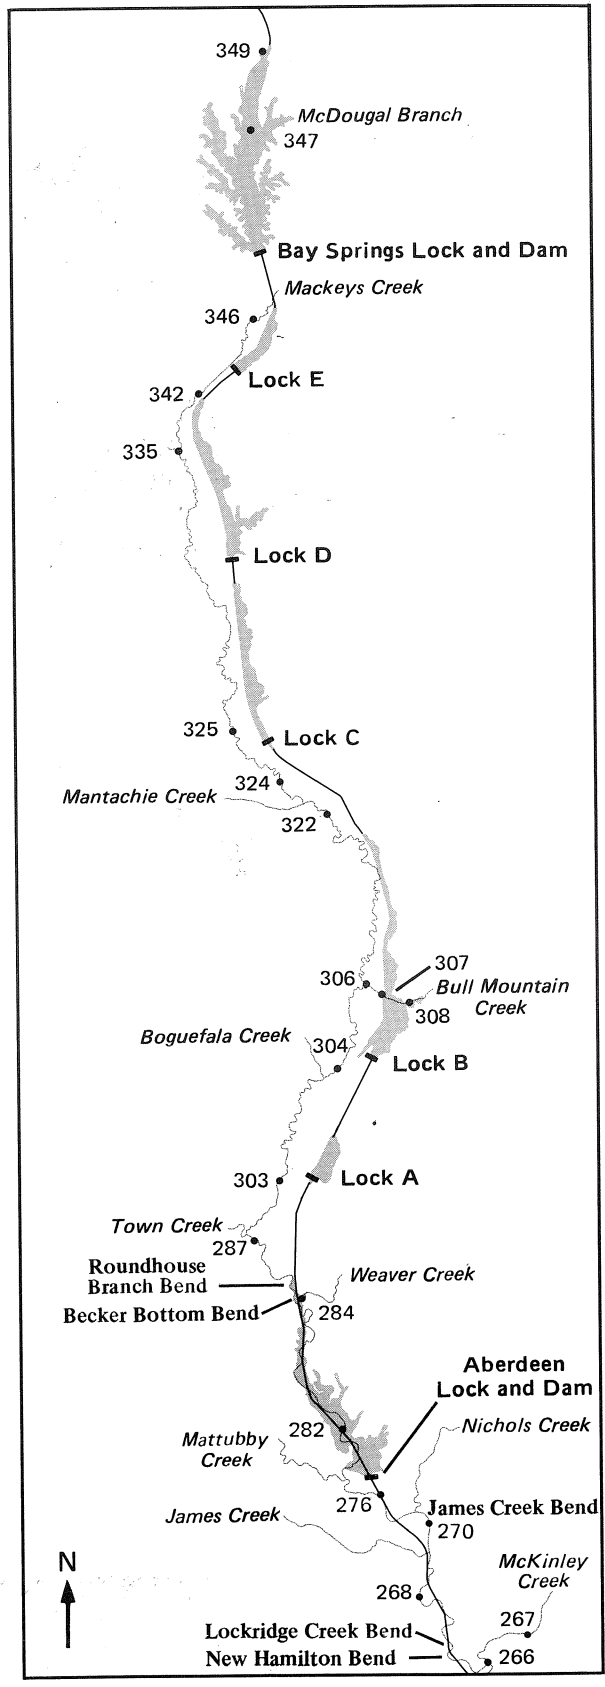 349
McDougal Branch
347
Bay Springs Lock and Dam
Mackeys Creek
346
Lock E
342
335
Lock D
325
Lock C
324
Mantachie Creek
322
307
306
Bull Mountain
Creek
308
Boguefala Creek
304
Lock B
303
Lock A
Town Creek
287
Roundhouse
Branch Bend
Weaver Creek
Becker Bottom Bend
284
Aberdeen
Lock and Dam
282
Nichols Creek
Mattubby
Creek
276
James Creek Bend
James Creek
270
N
McKinley
Creek
268
267
Lockridge Creek Bend
New Hamilton Bend
266